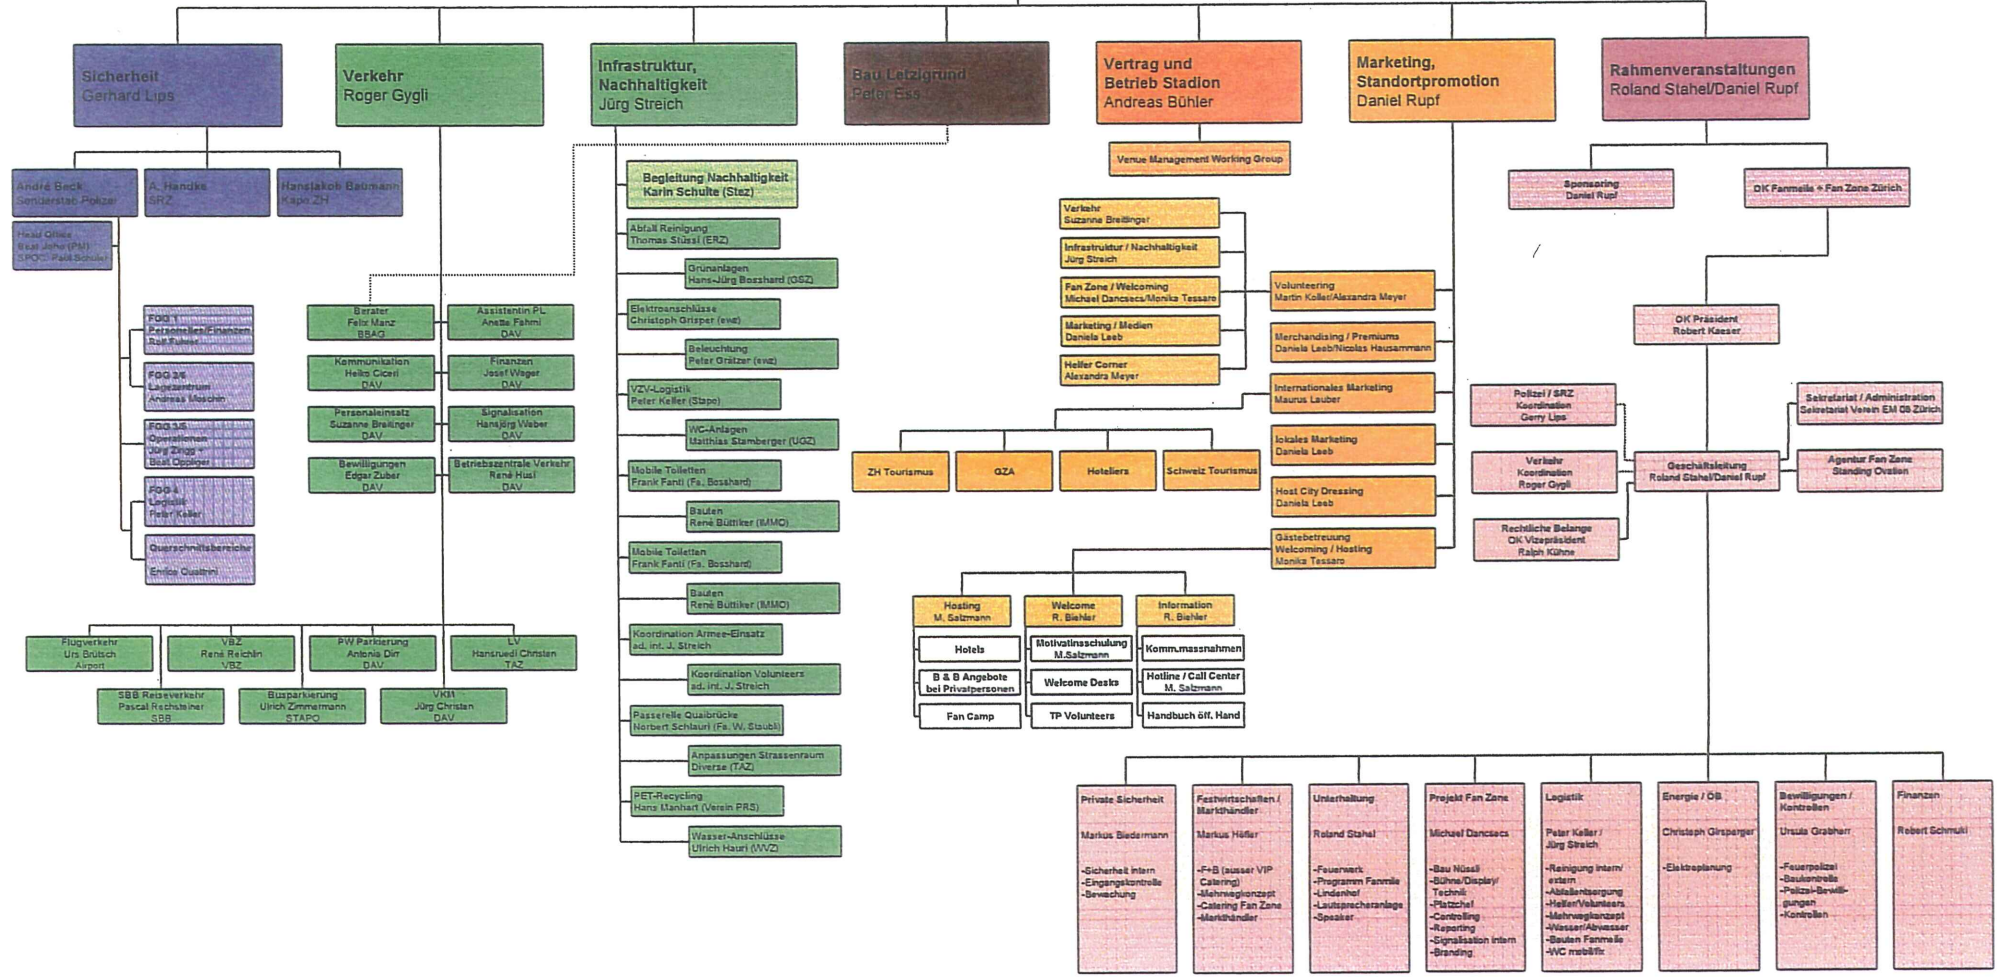 Sicherheit
Gerhard Lips
Verkehr
Roger Gygli
Infrastruktur,
Nachhaltigkeit
Jürg Streich
Bau Letzigrund
Peter Ess
Vertrag und
Betrieb Stadion
Andreas Bühler
Marketing,
Standortpromotion
Daniel Rupf
Rahmenveranstaltungen
Roland Stahel/Daniel Rupf
André Beck
Sonderstab Polizei
A. Handke
SRZ
Hansjakob Baumann
Kapo ZH
Head Office
Beat Jeha (PM)
SPOC: Paul Schuler
FGG 1
Personelles/Finanzen
Rolf Fuhrer
FGG 2/6
Lagezentrum
Andreas Moschin
FGG 3/5
Operationen
Jürg Zingg +
Beat Oppliger
FGG 4
Logistik
Peter Keller
Querschnittsbereiche
Enrico Quattrini
Berater
Felix Manz
BBAG
Assistentin PL
Anette Fahrni
DAV
Kommunikation
Heiko Ciceri
DAV
Finanzen
Josef Wager
DAV
Personaleinsatz
Suzanne Breitinger
DAV
Signalisation
Hansjörg Weber
DAV
Bewilligungen
Edgar Zuber
DAV
Betriebszentrale Verkehr
René Husi
DAV
Flugverkehr
Urs Brütsch
Airport
VBZ
René Reichlin
VBZ
PW Parkierung
Antonia Dirr
DAV
LV
Hansruedi Christen
TAZ
SBB Reiseverkehr
Pascal Rechsteiner
SBB
Busparkierung
Ulrich Zimmermann
STAPO
VKM
Jürg Christen
DAV
Begleitung Nachhaltigkeit
Karin Schulte (Stez)
Abfall Reinigung
Thomas Stüssi (ERZ)
Grünanlagen
Hans-Jürg Bosshard (GSZ)
Elektroanschlüsse
Christoph Grisper (ewz)
Beleuchtung
Peter Grätzer (ewz)
VZV-Logistik
Peter Keller (Stapo)
WC-Anlagen
Matthias Stamberger (UGZ)
Mobile Toiletten
Frank Fanti (Fa. Bosshard)
Bauten
René Büttiker (IMMO)
Mobile Toiletten
Frank Fanti (Fa. Bosshard)
Bauten
René Büttiker (IMMO)
Koordination Armee-Einsatz
ad. int. J. Streich
Koordination Volunteers
ad. int. J. Streich
Passerelle Quaibrücke
Norbert Schlauri (Fa. W. Stäubli)
Anpassungen Strassenraum
Diverse (TAZ)
PET-Recycling
Hans Manhart (Verein PRS)
Wasser-Anschlüsse
Ulrich Hauri (WVZ)
Venue Management Working Group
Verkehr
Suzanne Breitinger
Infrastruktur / Nachhaltigkeit
Jürg Streich
Fan Zone / Welcoming
Michael Dancsecs/Monika Tessaro
Marketing / Medien
Daniela Leeb
Helfer Corner
Alexandra Meyer
Volunteering
Martin Koller/Alexandra Meyer
Merchandising / Premiums
Daniela Leeb/Nicolas Hausammann
Internationales Marketing
Maurus Lauber
lokales Marketing
Daniela Leeb
Host City Dressing
Daniela Leeb
Gästebetreuung
Welcoming / Hosting
Monika Tessaro
ZH Tourismus
GZA
Hoteliers
Schweiz Tourismus
Hosting
M. Salzmann
Hotels
B & B Angebote
bei Privatpersonen
Fan Camp
Welcome
R. Biehler
Motivatinsschulung
M.Salzmann
Welcome Desks
TP Volunteers
Information
R. Biehler
Komm.massnahmen
Hotline / Call Center
M. Salzmann
Handbuch öff. Hand
Sponsoring
Daniel Rupf
OK Fanmeile + Fan Zone Zürich
OK Präsident
Robert Kaeser
Polizei / SRZ
Koordination
Gerry Lips
Verkehr
Koordination
Roger Gygli
Rechtliche Belange
OK Vizepräsident
Ralph Kühne
Geschäftsleitung
Roland Stahel/Daniel Rupf
Sekretariat / Administration
Sekretariat Verein EM 08 Zürich
Agentur Fan Zone
Standing Ovation
Private Sicherheit
Markus Biedermann
-Sicherheit intern
-Eingangskontrolle
-Bewachung
Festwirtschaften /
Markthändler
Markus Höfler
-F+B (ausser VIP
Catering)
-Mehrwegkonzept
-Catering Fan Zone
-Markthändler
Unterhaltung
Roland Stahel
-Feuerwerk
-Programm Fanmile
-Lindenhof
-Lautsprecheranlage
-Speaker
Projekt Fan Zone
Michael Dancsecs
-Bau Nüssli
-Bühne/Display/
Technik
-Platzchef
-Controlling
-Reporting
-Signalisation intern
-Branding
Logistik
Peter Keller /
Jürg Streich
-Reinigung intern/
extern
-Abfallentsorgung
-Helfer/Volunteers
-Mehrwegkonzept
-Wasser/Abwasser
-Bauten Fanmeile
-WC mobil/fix
Energie / ÖB
Christoph Girsperger
-Elektroplanung
Bewilligungen /
Kontrollen
Ursula Grabherr
-Feuerpolizei
-Baukontrolle
-Polizei-Bewilli-
gungen
-Kontrollen
Finanzen
Robert Schmuki